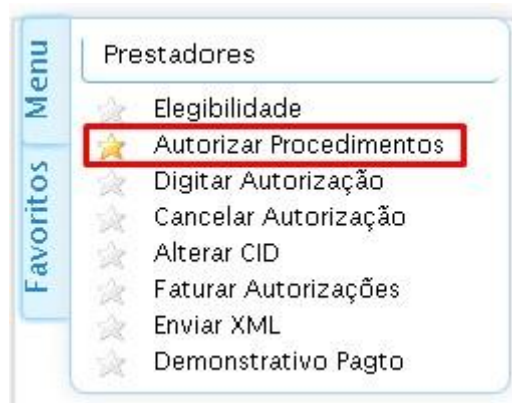 Menu
Favoritos
Prestadores
Elegibilidade
Autorizar Procedimentos
Digitar Autorização
Cancelar Autorização
Alterar CID
Faturar Autorizações
Enviar XML
Demonstrativo Pagto